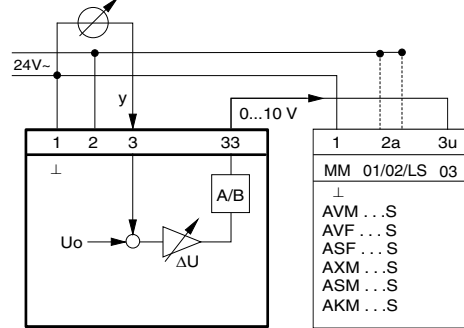 24V~
y
0...10 V
1 2 3 33
1 2a 3u
MM 01/02/LS 03
⊥
⊥
A/B
Uo
ΔU
AVM . . .S
AVF . . .S
ASF . . .S
AXM . . .S
ASM . . .S
AKM . . .S